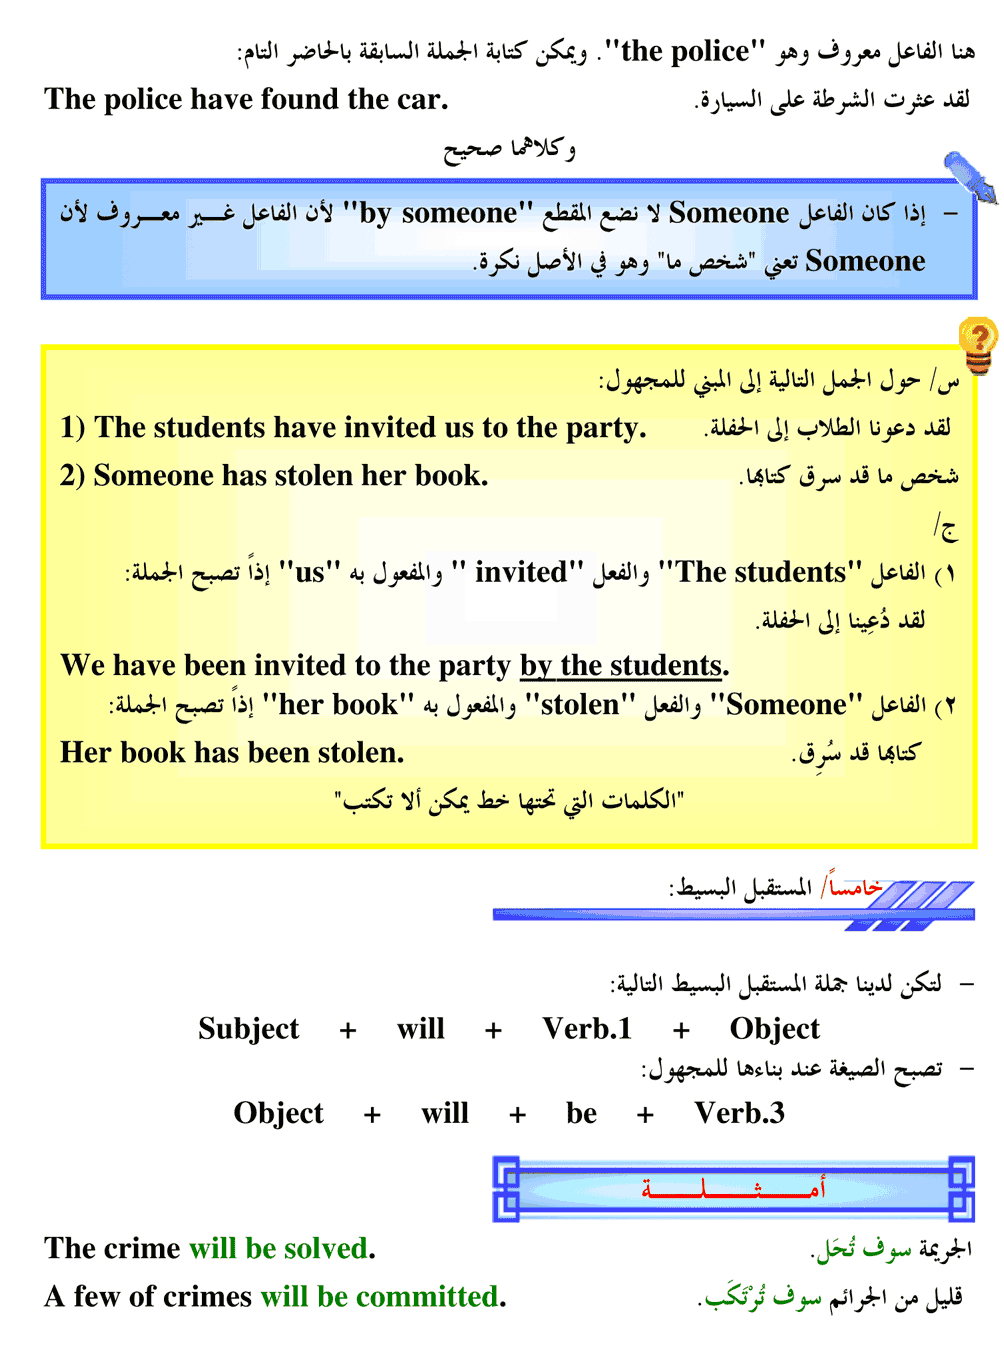 هنا الفاعل معروف وهو "the police". ويمكن كتابة الجملة السابقة بالحاضر التام:
The police have found the car. لقد عثرت الشرطة على السيارة.
وكلاهما صحيح
– إذا كان الفاعل Someone لا نضع المقطع "by someone" لأن الفاعل غير معروف لأن
Someone تعني "شخص ما" وهو في الأصل نكرة.
س/ حول الجمل التالية إلى المبني للمجهول:
1) The students have invited us to the party. لقد دعونا الطلاب إلى الحفلة.
2) Someone has stolen her book. شخص ما قد سرق كتابها.
ج/
١) الفاعل "The students" والفعل "invited " والمفعول به "us" إذاً تصبح الجملة:
لقد دُعِينا إلى الحفلة.
We have been invited to the party by the students.
٢) الفاعل "Someone" والفعل "stolen" والمفعول به "her book" إذاً تصبح الجملة:
Her book has been stolen. كتابها قد سُرِق.
"الكلمات التي تحتها خط يمكن ألا تكتب"
خامساً/ المستقبل البسيط:
– لتكن لدينا جملة المستقبل البسيط التالية:
Subject + will + Verb.1 + Object
– تصبح الصيغة عند بناءها للمجهول:
Object + will + be + Verb.3
أمـــثـــلـــة
The crime will be solved. الجريمة سوف تُحَل.
A few of crimes will be committed. قليل من الجرائم سوف تُرْتَكَب.